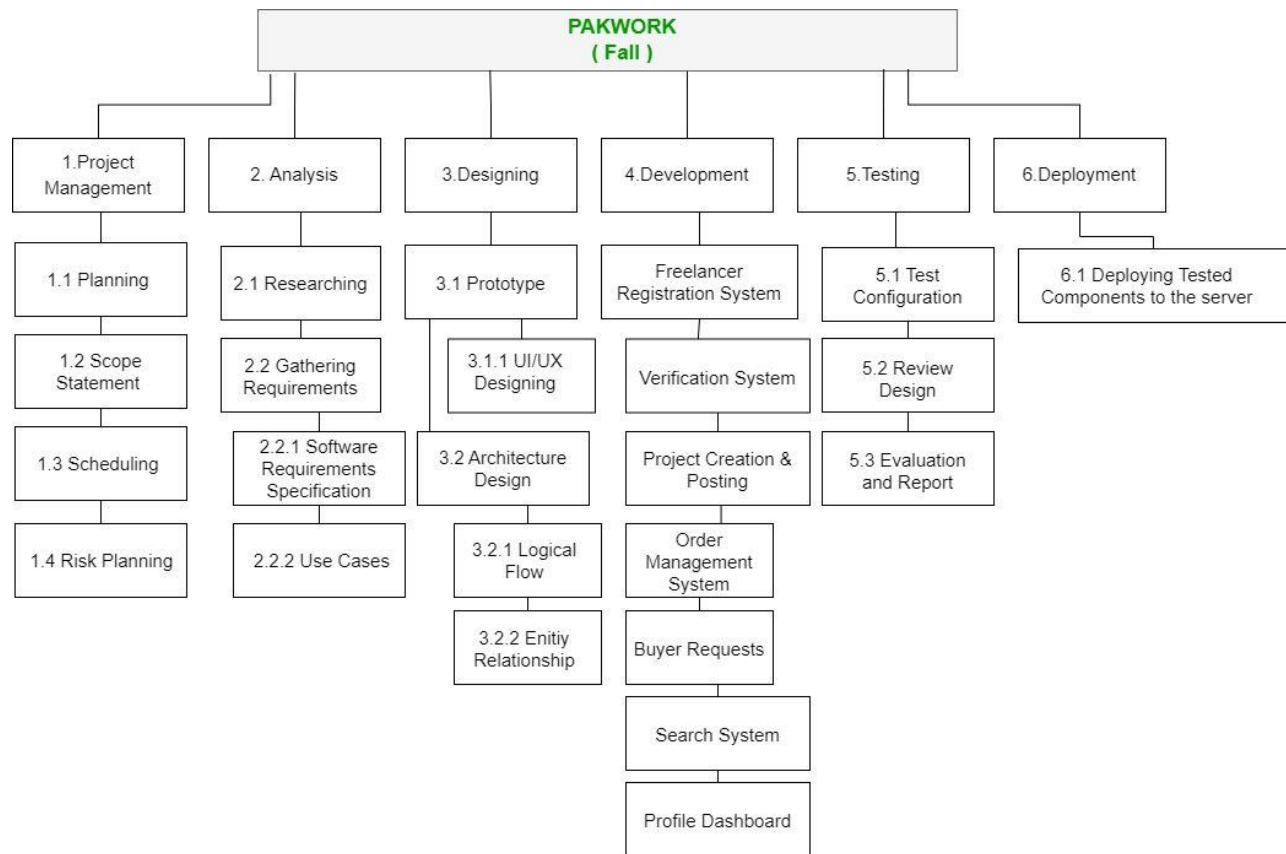 PAKWORK
( Fall )
1.Project
Management
2. Analysis
3.Designing
4.Development
5.Testing
6.Deployment
1.1 Planning
1.2 Scope
Statement
1.3 Scheduling
1.4 Risk Planning
2.1 Researching
2.2 Gathering
Requirements
2.2.1 Software
Requirements
Specification
2.2.2 Use Cases
3.1 Prototype
3.1.1 UI/UX
Designing
3.2 Architecture
Design
3.2.1 Logical
Flow
3.2.2 Enitiy
Relationship
Freelancer
Registration System
Verification System
Project Creation &
Posting
Order
Management
System
Buyer Requests
Search System
Profile Dashboard
5.1 Test
Configuration
5.2 Review
Design
5.3 Evaluation
and Report
6.1 Deploying Tested
Components to the server